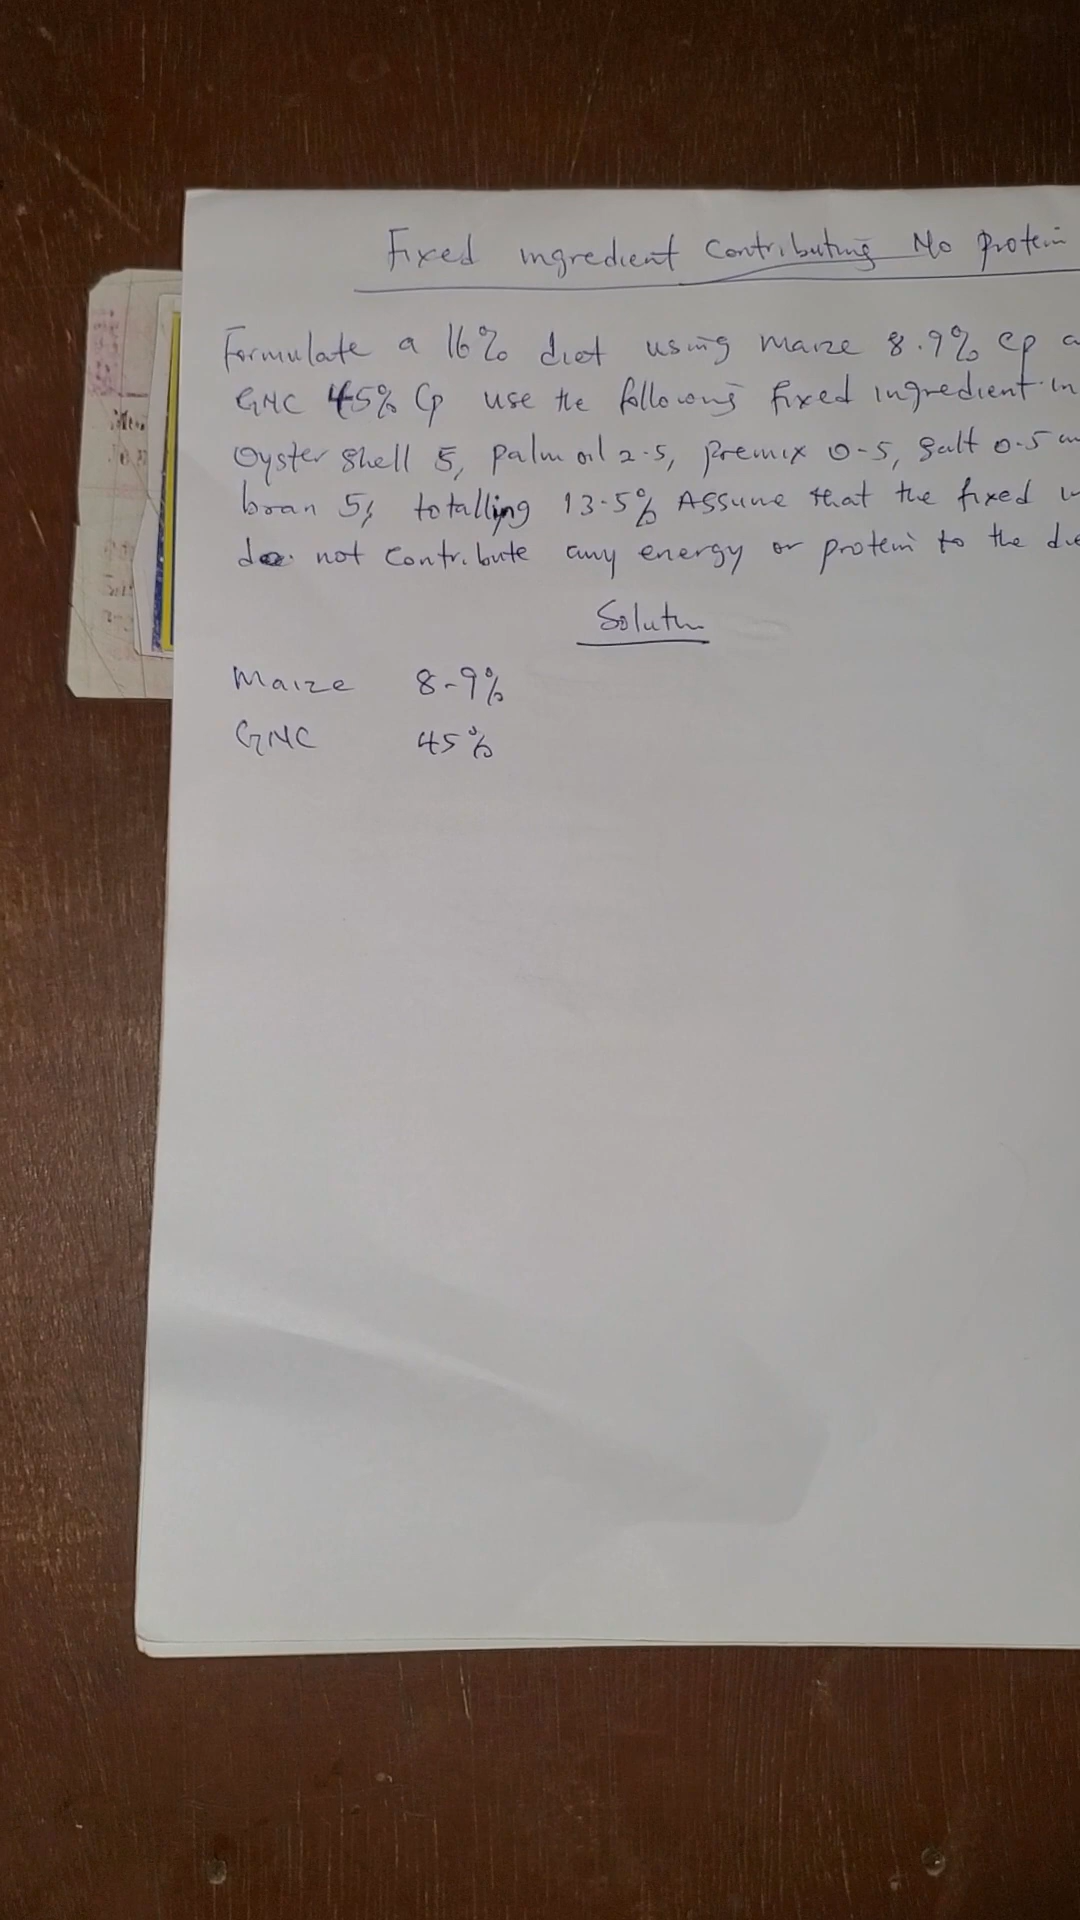 Fixed ingredient Contributing No protein
Formulate a 16% diet using maize 8.9% cp
GNC 45% Cp use the following fixed ingredient in
Oyster shell 5, palm oil 2.5, premix 0-5, salt 0.5
bran 5, totalling 13.5% Assume that the fixed
do not contribute any energy or protein to the
Solutn
Maize 8-9%
GNC 45%